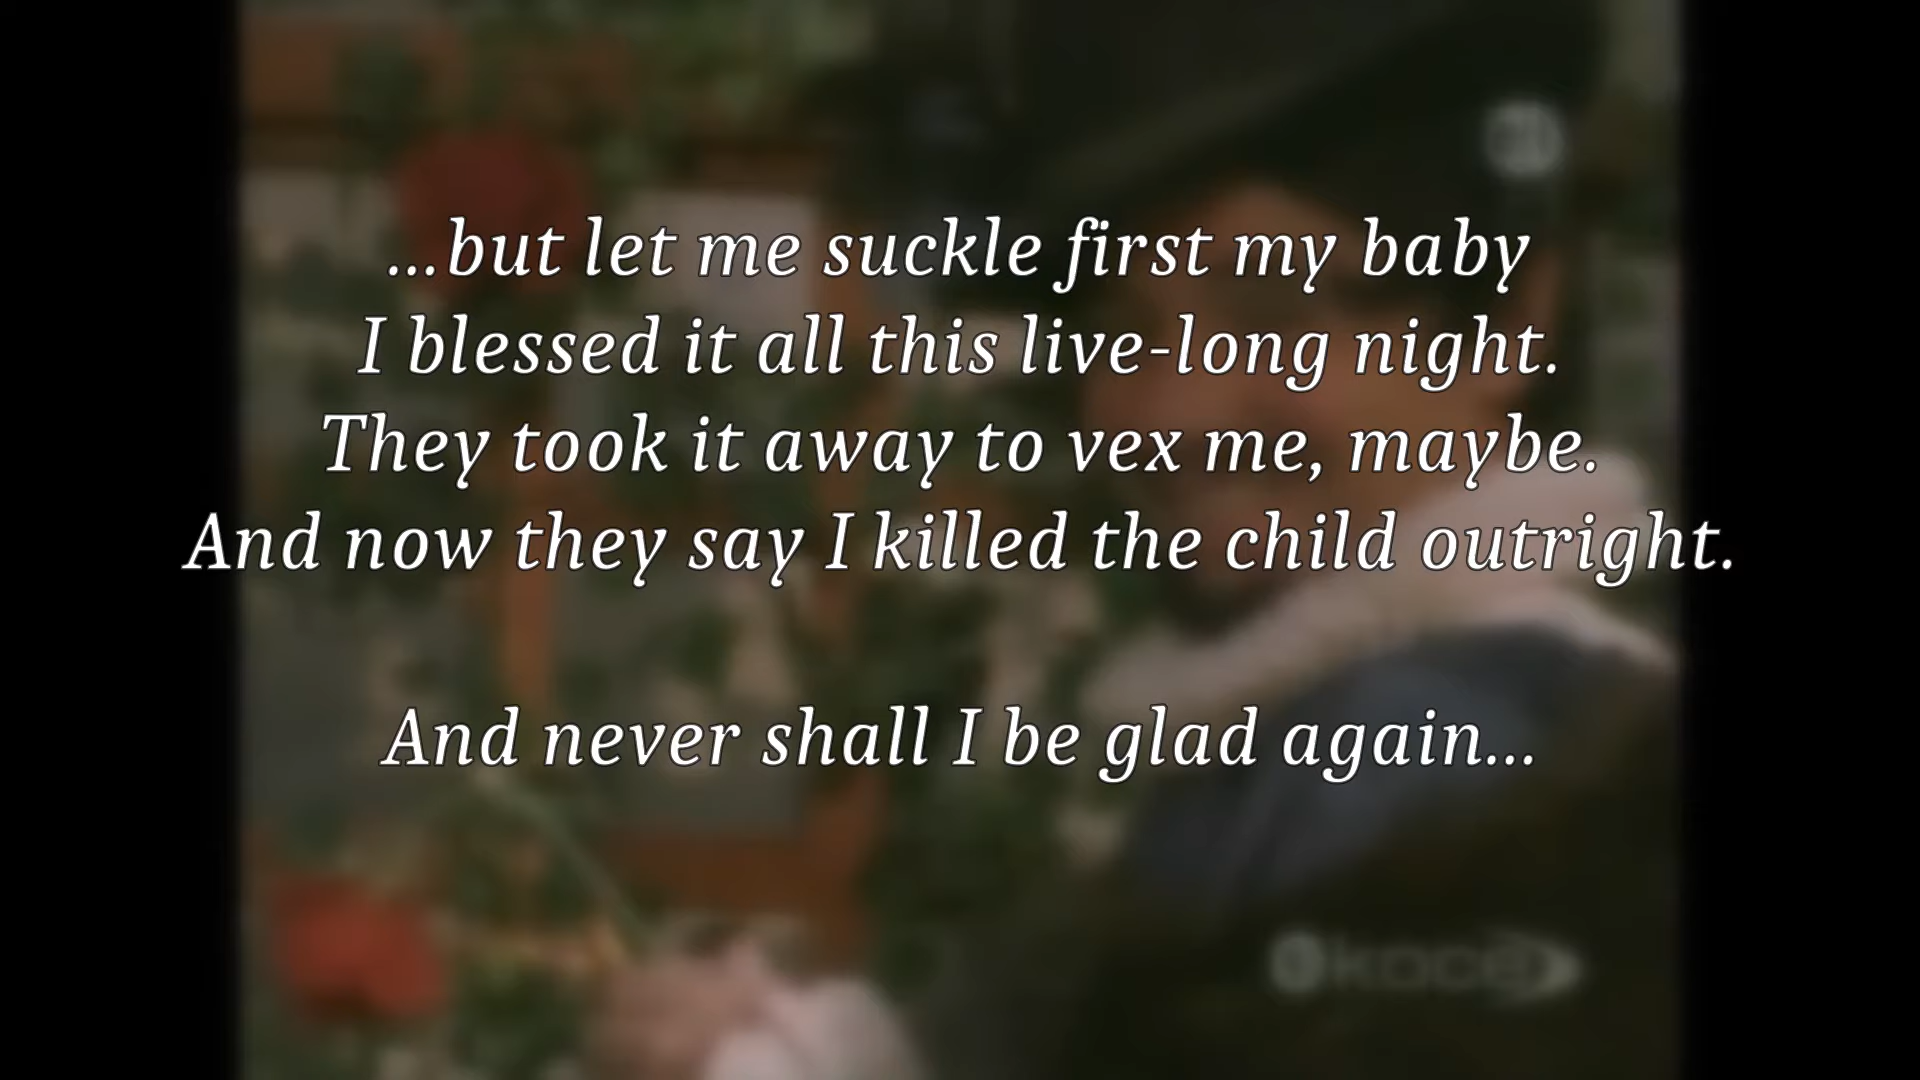 ...but let me suckle first my baby
I blessed it all this live-long night.
They took it away to vex me, maybe.
And now they say I killed the child outright.
And never shall I be glad again...
koce